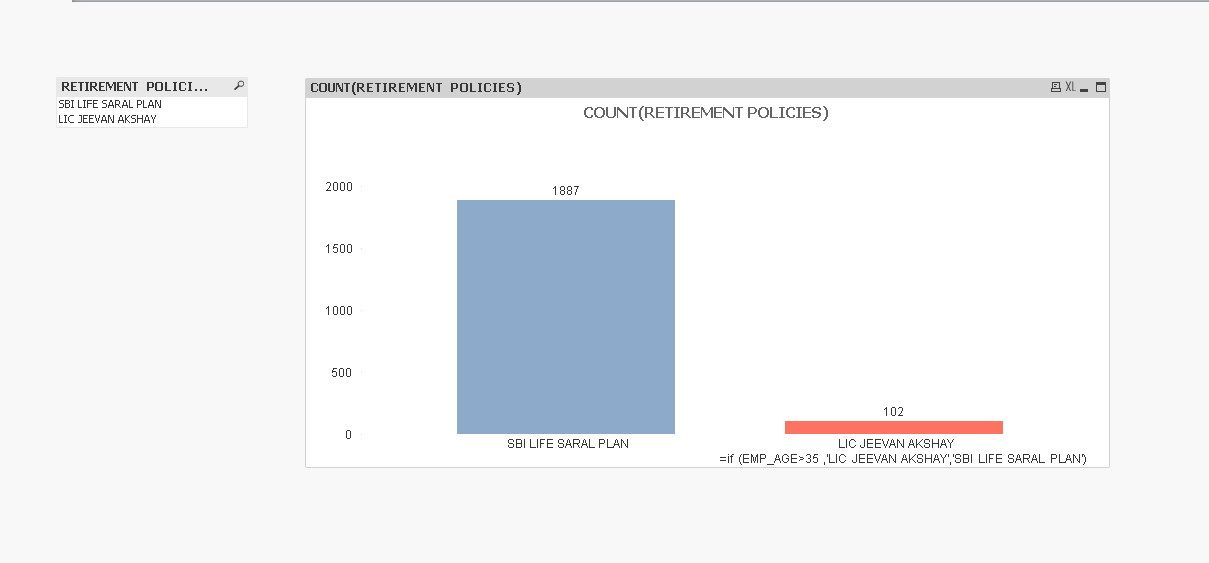 RETIREMENT POLICI...
SBI LIFE SARAL PLAN
LIC JEEVAN AKSHAY
COUNT(RETIREMENT POLICIES)
XL
COUNT(RETIREMENT POLICIES)
2000
1887
1500
1000
500
102
0
SBI LIFE SARAL PLAN
LIC JEEVAN AKSHAY
=if (EMP_AGE>35 ,'LIC JEEVAN AKSHAY','SBI LIFE SARAL PLAN')